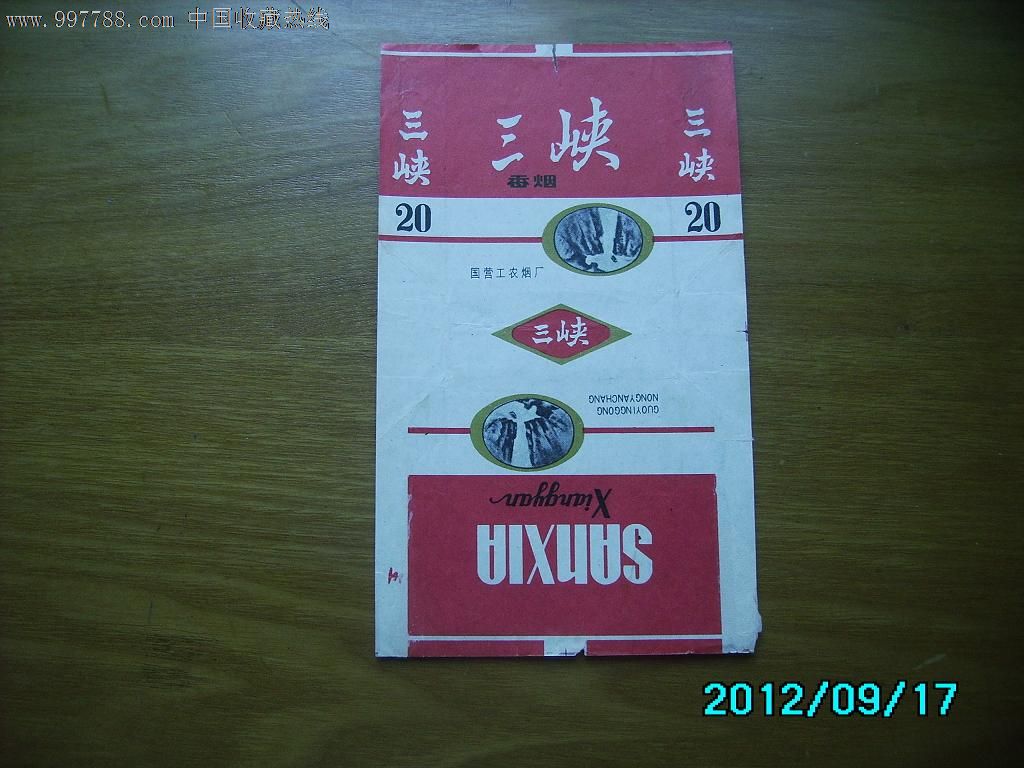 www.997788.com 中国收藏热线
三峡
三峡
三峡
香烟
20
20
国营工农烟厂
三峡
GUOYINGGONG
NONGYANCHANG
Xiangyan
SANXIA
2012/09/17